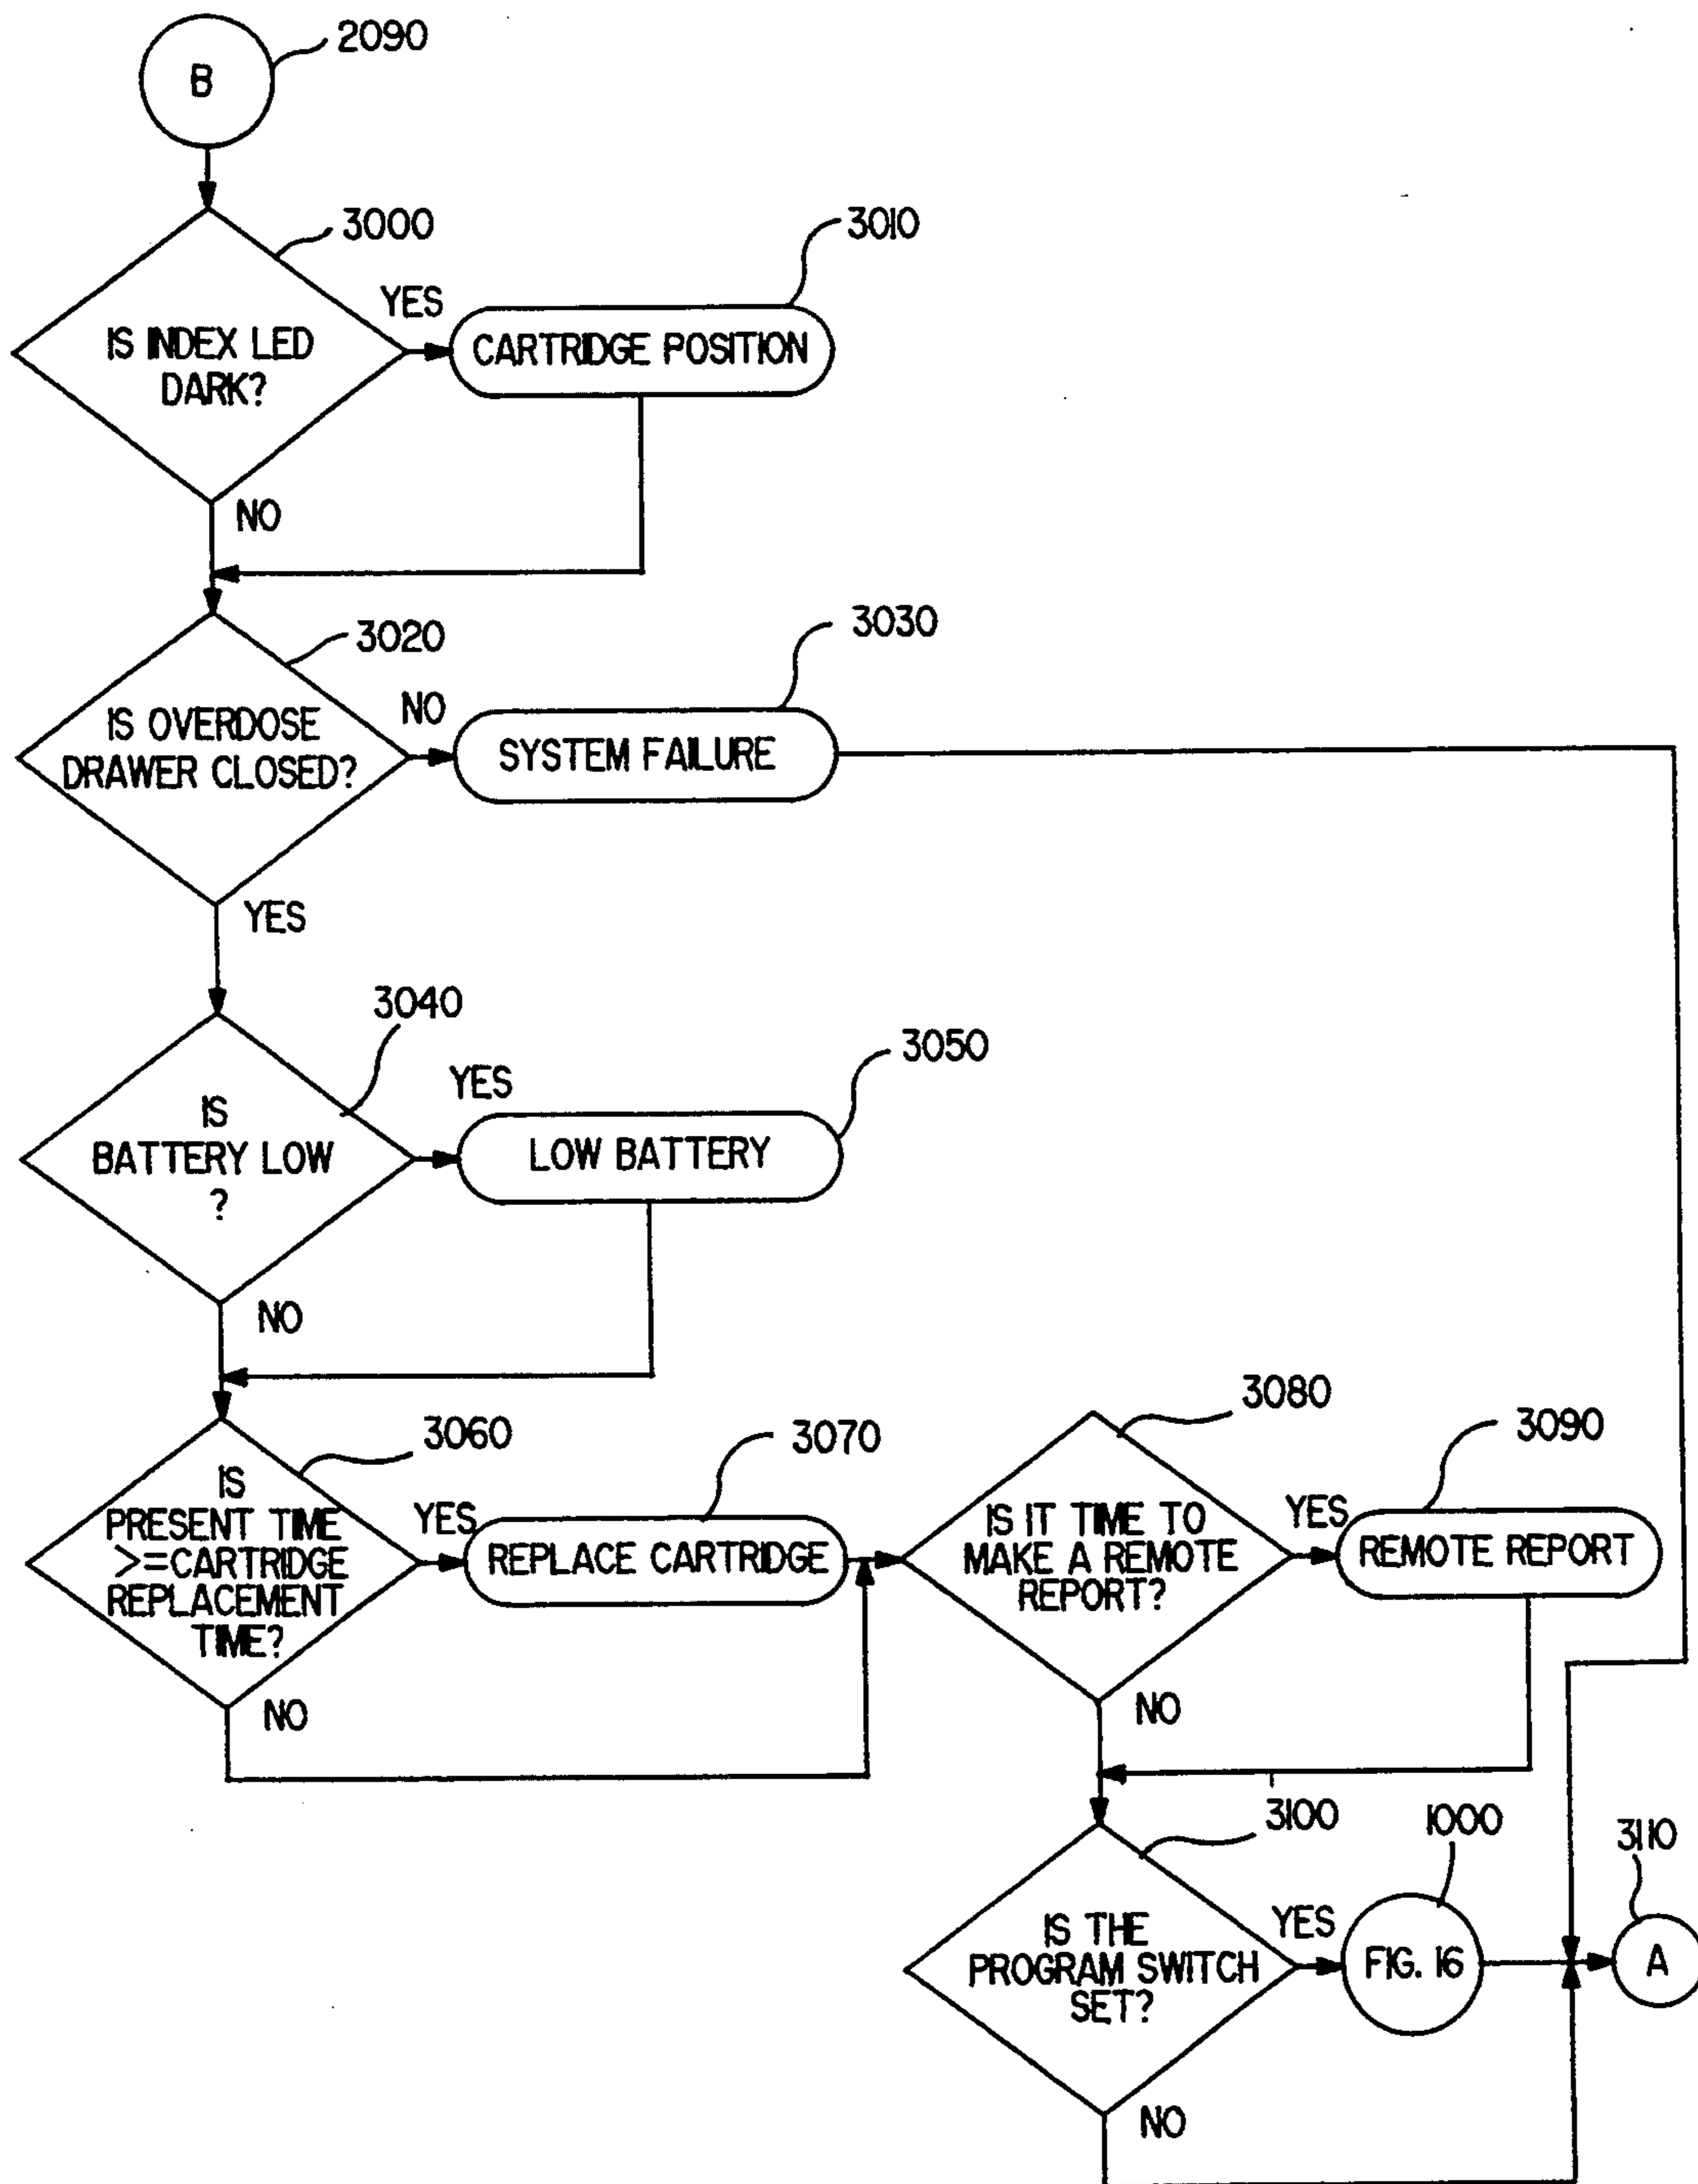 2090
B
3000
3010
YES
IS INDEX LED
DARK?
CARTRIDGE POSITION
NO
3020
3030
NO
IS OVERDOSE
DRAWER CLOSED?
SYSTEM FAILURE
YES
3040
3050
YES
IS
BATTERY LOW
?
LOW BATTERY
NO
3060
3070
3080
3090
IS
PRESENT TIME
>=CARTRIDGE
REPLACEMENT
TIME?
YES
REPLACE CARTRIDGE
IS IT TIME TO
MAKE A REMOTE
REPORT?
YES
REMOTE REPORT
NO
NO
3100
1000
3110
IS THE
PROGRAM SWITCH
SET?
YES
FIG. 16
A
NO